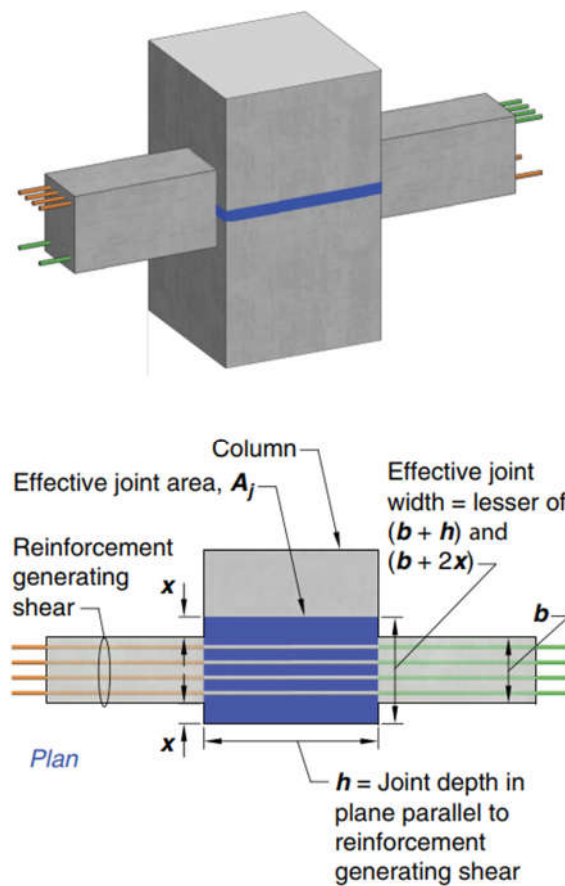 Column
Effective joint area, Aj
Effective joint
width = lesser of
(b + h) and
(b + 2x)
Reinforcement
generating
shear
x
b
x
Plan
h = Joint depth in
plane parallel to
reinforcement
generating shear